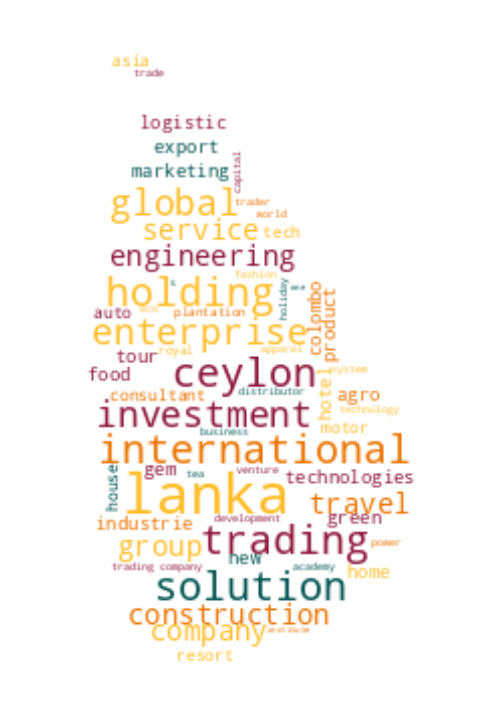 asia
trade
logistic
export
marketing
capital
global
trader
world
service tech
engineering
fashion
holding
holiday
one
auto
eco
plantation
colombo
product
enterprise
tour
royal
apparel
food
ceylon
system
hotel
consultant
distributor
agro
investment
technology
business
motor
international
house
gem
tea
venture
technologies
lanka
travel
industrie
development
green
group
trading
power
new
trading company
academy
home
solution
construction
company
resort